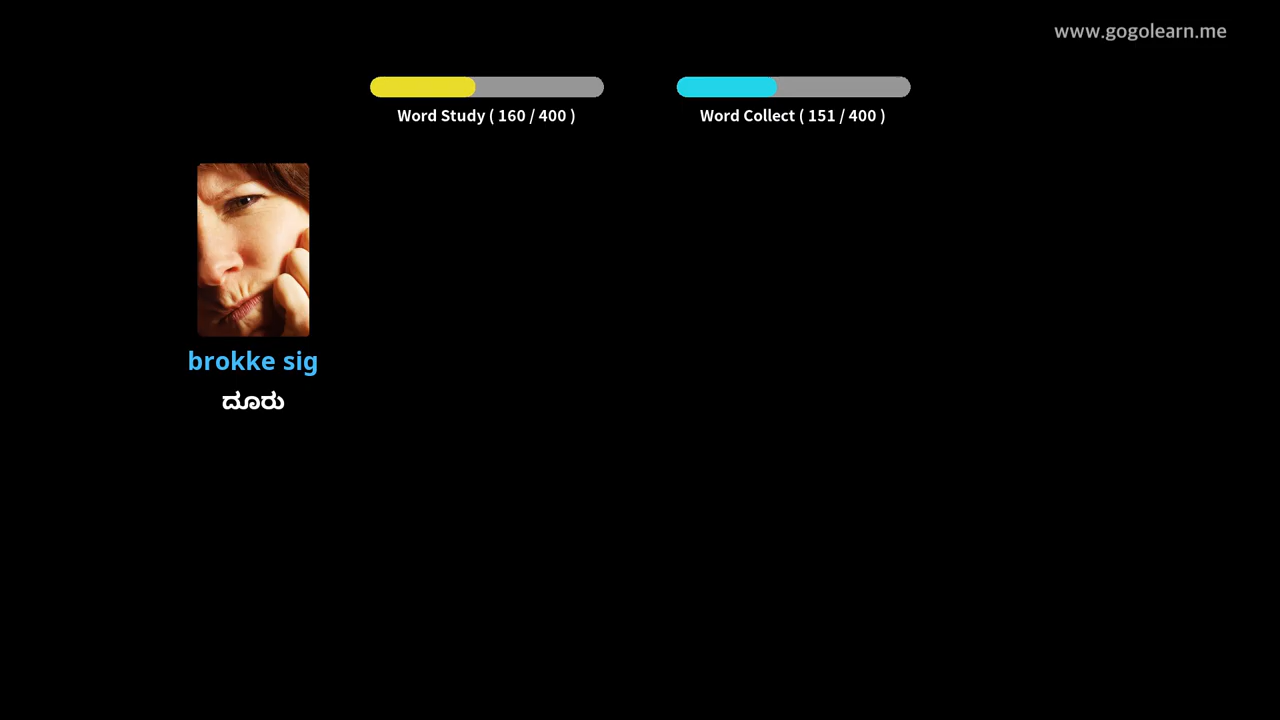 www.gogolearn.me
Word Study ( 160 / 400 )
Word Collect ( 151 / 400 )
brokke sig
ದೂರು